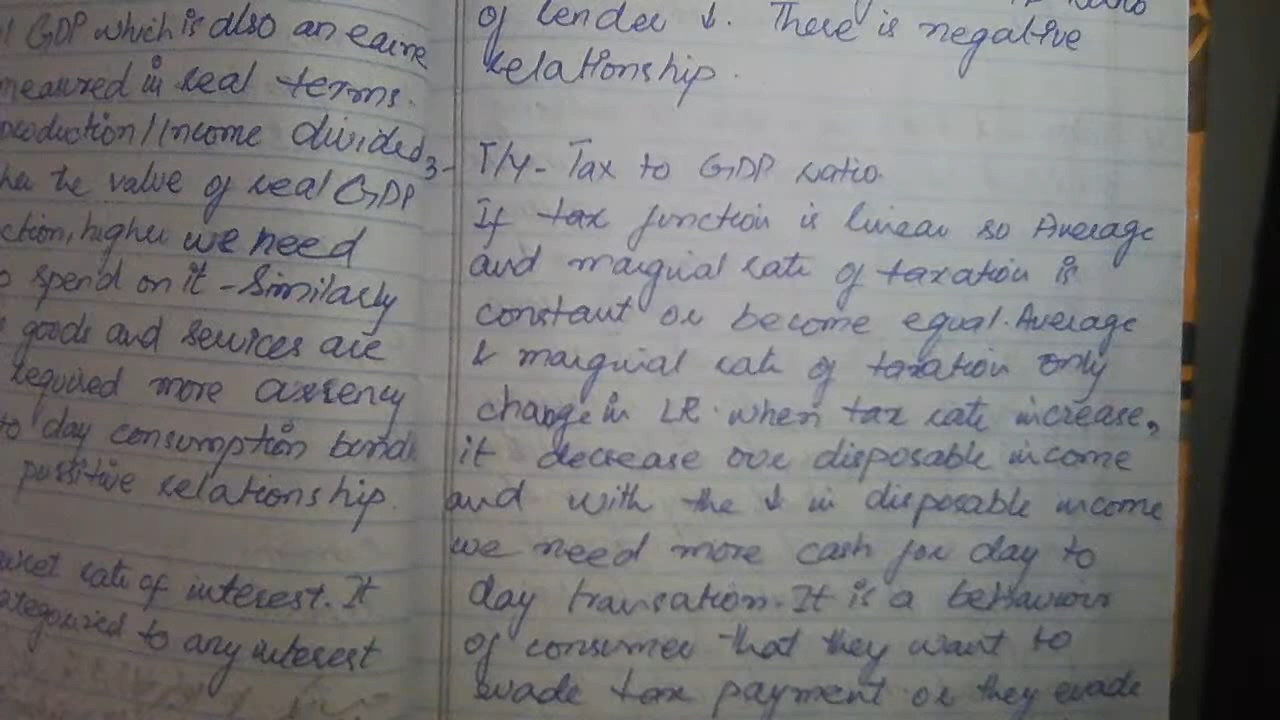 GDP which is also an
measured in real terms.
production/Income divided
the value of real GDP
higher we need
spend on it - Similarly
goods and services are
required more currency
to day consumption
positive relationship.
rate of interest. It
to any interest
of lender ↓. There is negative
relationship.
3- T/Y- Tax to GDP ratio.
If tax function is linear so Average
and marginal rate of taxation is
constant or become equal. Average
& marginal rate of taxation only
change in LR. when tax rate increase,
it decrease our disposable income
and with the ↓ in disposable income
we need more cash for day to
day transation. It is a behaviour
of consumer that they want to
evade tax payment or they evade